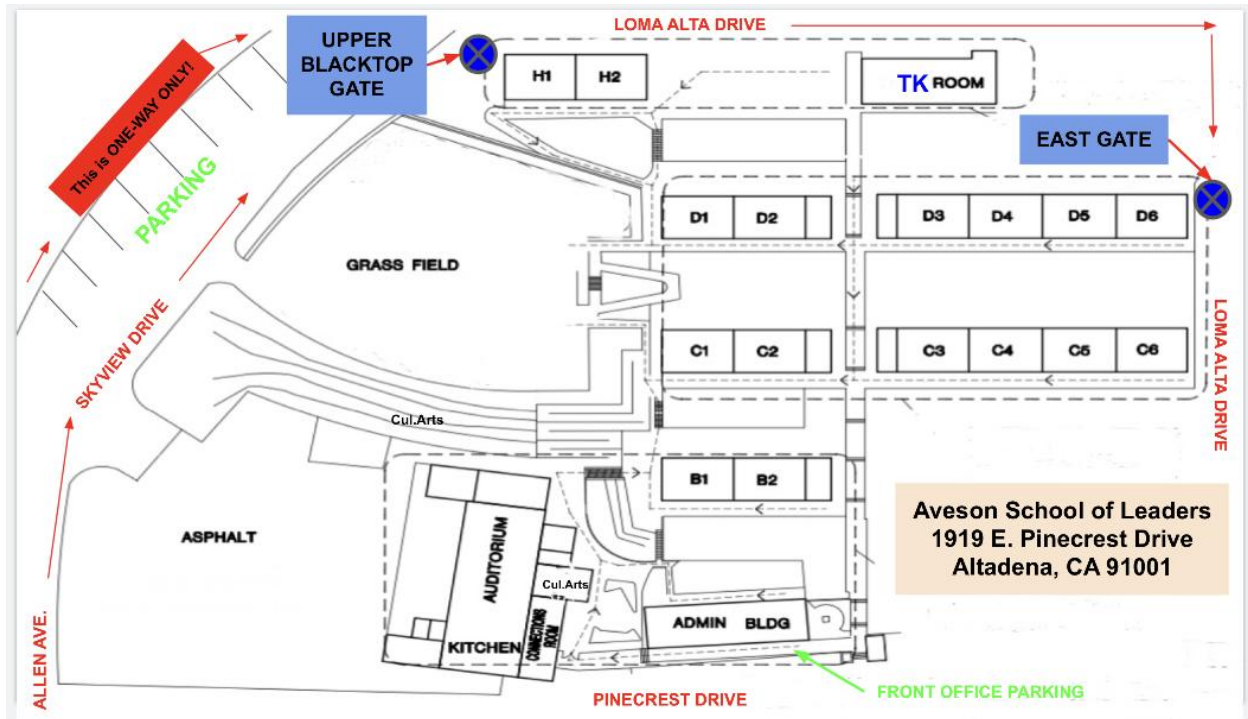 LOMA ALTA DRIVE
UPPER
BLACKTOP
GATE
This is ONE-WAY ONLY!
PARKING
H1 H2
TK ROOM
EAST GATE
D1 D2 D3 D4 D5 D6
GRASS FIELD
SKYVIEW DRIVE
LOMA ALTA DRIVE
C1 C2 C3 C4 C5 C6
Cul.Arts
B1 B2
Aveson School of Leaders
1919 E. Pinecrest Drive
Altadena, CA 91001
ASPHALT
AUDITORIUM
Cul.Arts
ALLEN AVE.
KITCHEN
CONNECTIONS
ROOM
ADMIN BLDG
PINECREST DRIVE
FRONT OFFICE PARKING